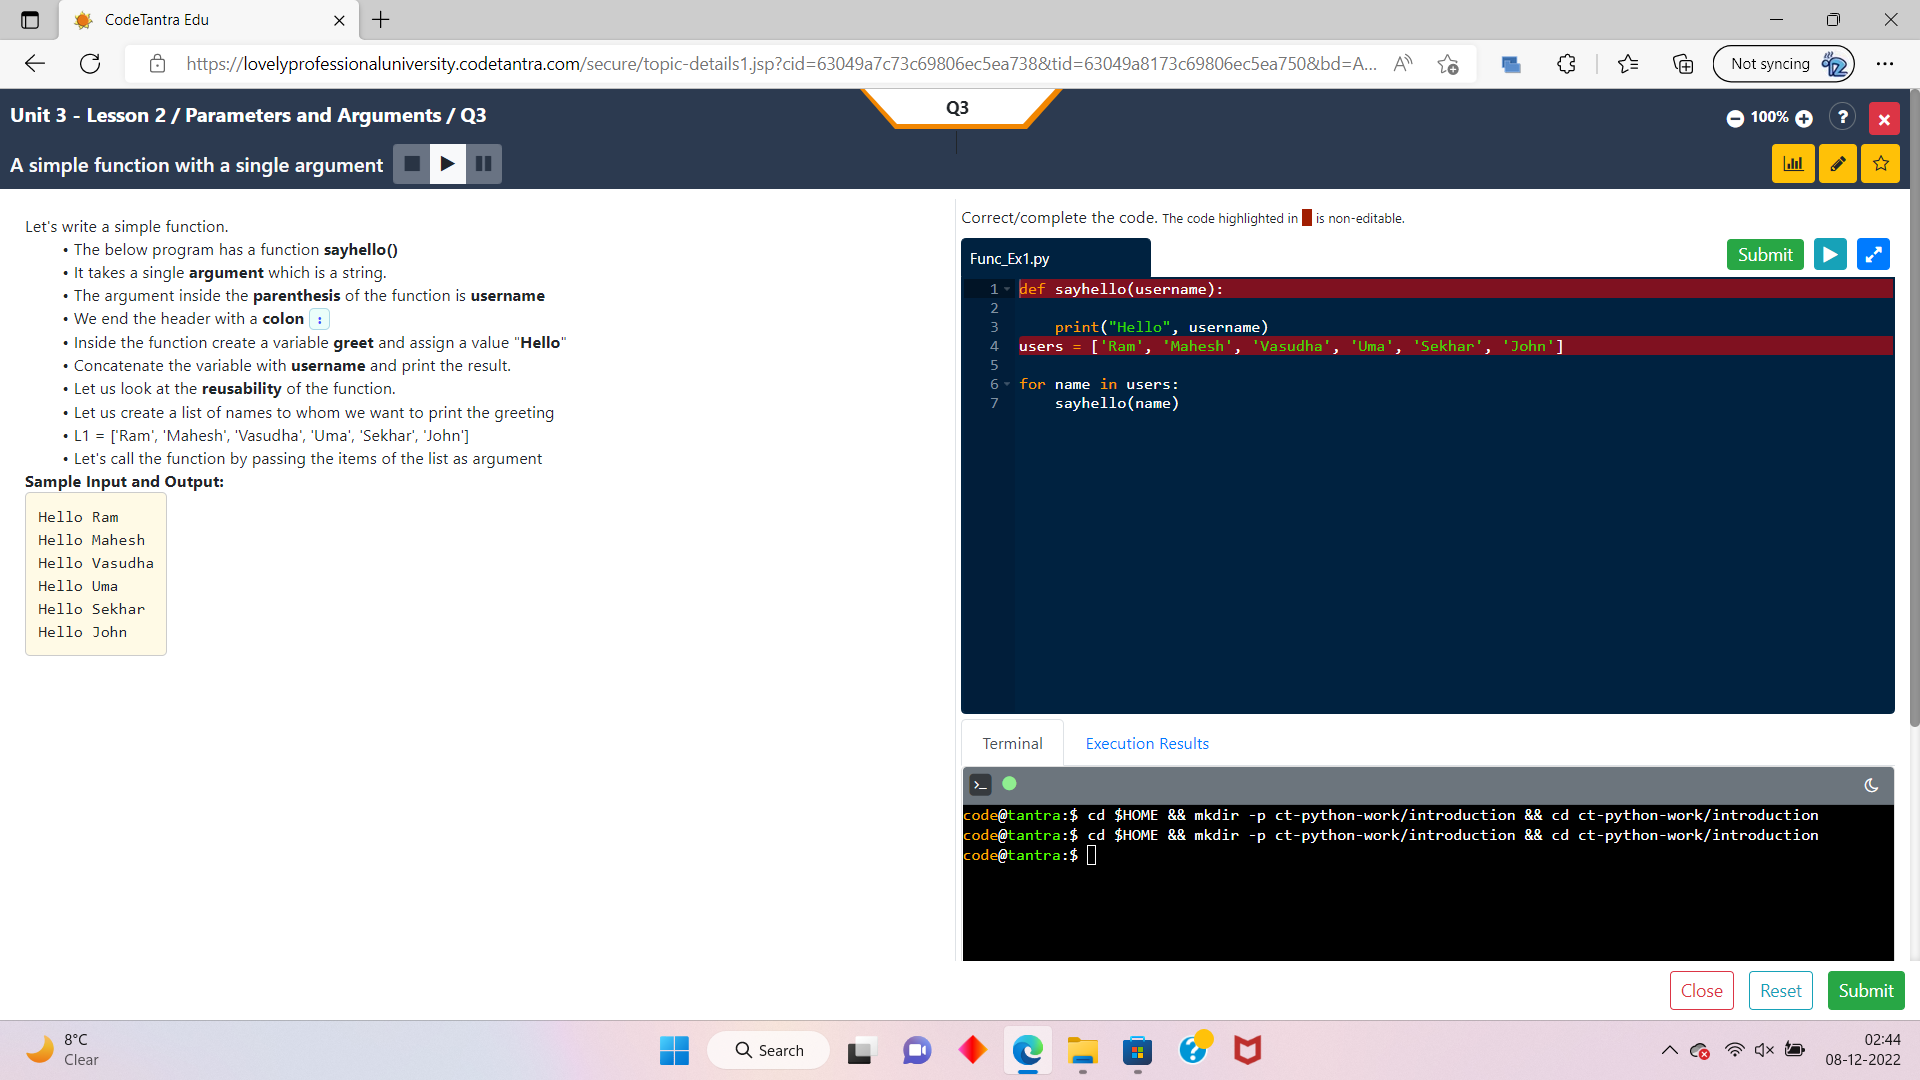 CodeTantra Edu
https://lovelyprofessionaluniversity.codetantra.com/secure/topic-details1.jsp?cid=63049a7c73c69806ec5ea738&tid=63049a8173c69806ec5ea750&bd=A...
Not syncing
Unit 3 - Lesson 2 / Parameters and Arguments / Q3
Q3
100%
?
A simple function with a single argument
Let's write a simple function.
• The below program has a function sayhello()
• It takes a single argument which is a string.
• The argument inside the parenthesis of the function is username
• We end the header with a colon :
• Inside the function create a variable greet and assign a value "Hello"
• Concatenate the variable with username and print the result.
• Let us look at the reusability of the function.
• Let us create a list of names to whom we want to print the greeting
• L1 = ['Ram', 'Mahesh', 'Vasudha', 'Uma', 'Sekhar', 'John']
• Let's call the function by passing the items of the list as argument
Sample Input and Output:
Hello Ram
Hello Mahesh
Hello Vasudha
Hello Uma
Hello Sekhar
Hello John
Correct/complete the code. The code highlighted in is non-editable.
Func_Ex1.py
Submit
1 def sayhello(username):
2
3 print("Hello", username)
4 users = ['Ram', 'Mahesh', 'Vasudha', 'Uma', 'Sekhar', 'John']
5
6 for name in users:
7 sayhello(name)
Terminal
Execution Results
code@tantra:$ cd $HOME && mkdir -p ct-python-work/introduction && cd ct-python-work/introduction
code@tantra:$ cd $HOME && mkdir -p ct-python-work/introduction && cd ct-python-work/introduction
code@tantra:$
Close
Reset
Submit
8°C
Clear
Search
02:44
08-12-2022